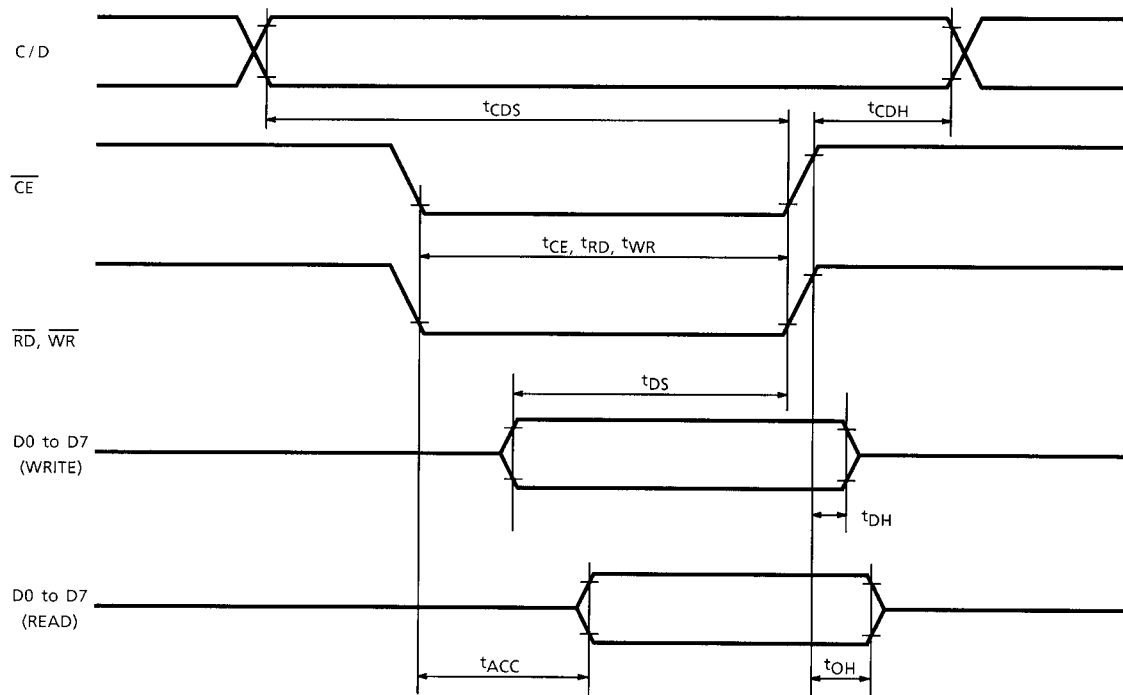 C/D
tCDS
tCDH
CE
tCE, tRD, tWR
RD, WR
tDS
D0 to D7
(WRITE)
tDH
D0 to D7
(READ)
tACC
tOH